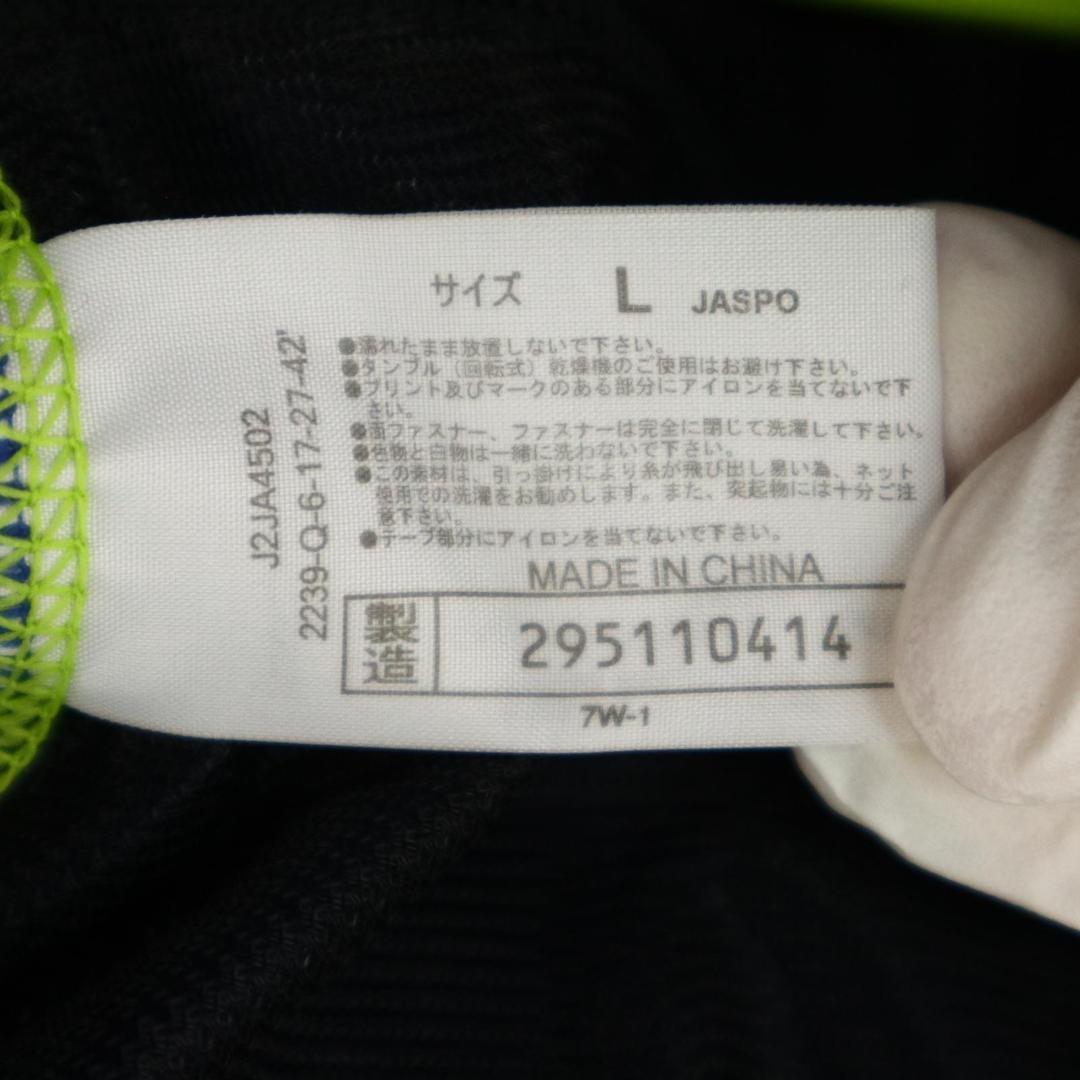 サイズ L JASPO
●濡れたまま放置しないで下さい。
●タンブル（回転式）乾燥機のご使用はお避け下さい。
●プリント及びマークのある部分にアイロンを当てないで下
さい。
●面ファスナー、ファスナーは完全に閉じて洗濯して下さい。
●色物と白物は一緒に洗わないで下さい。
●この素材は、引っ掛けにより糸が飛び出し易い為、ネット
使用での洗濯をお勧めします。また、突起物には十分ご注
意下さい。
●テープ部分にアイロンを当てないで下さい。
MADE IN CHINA
製造 295110414
7W-1
J2JA4502
2239-Q-6-17-27-42'